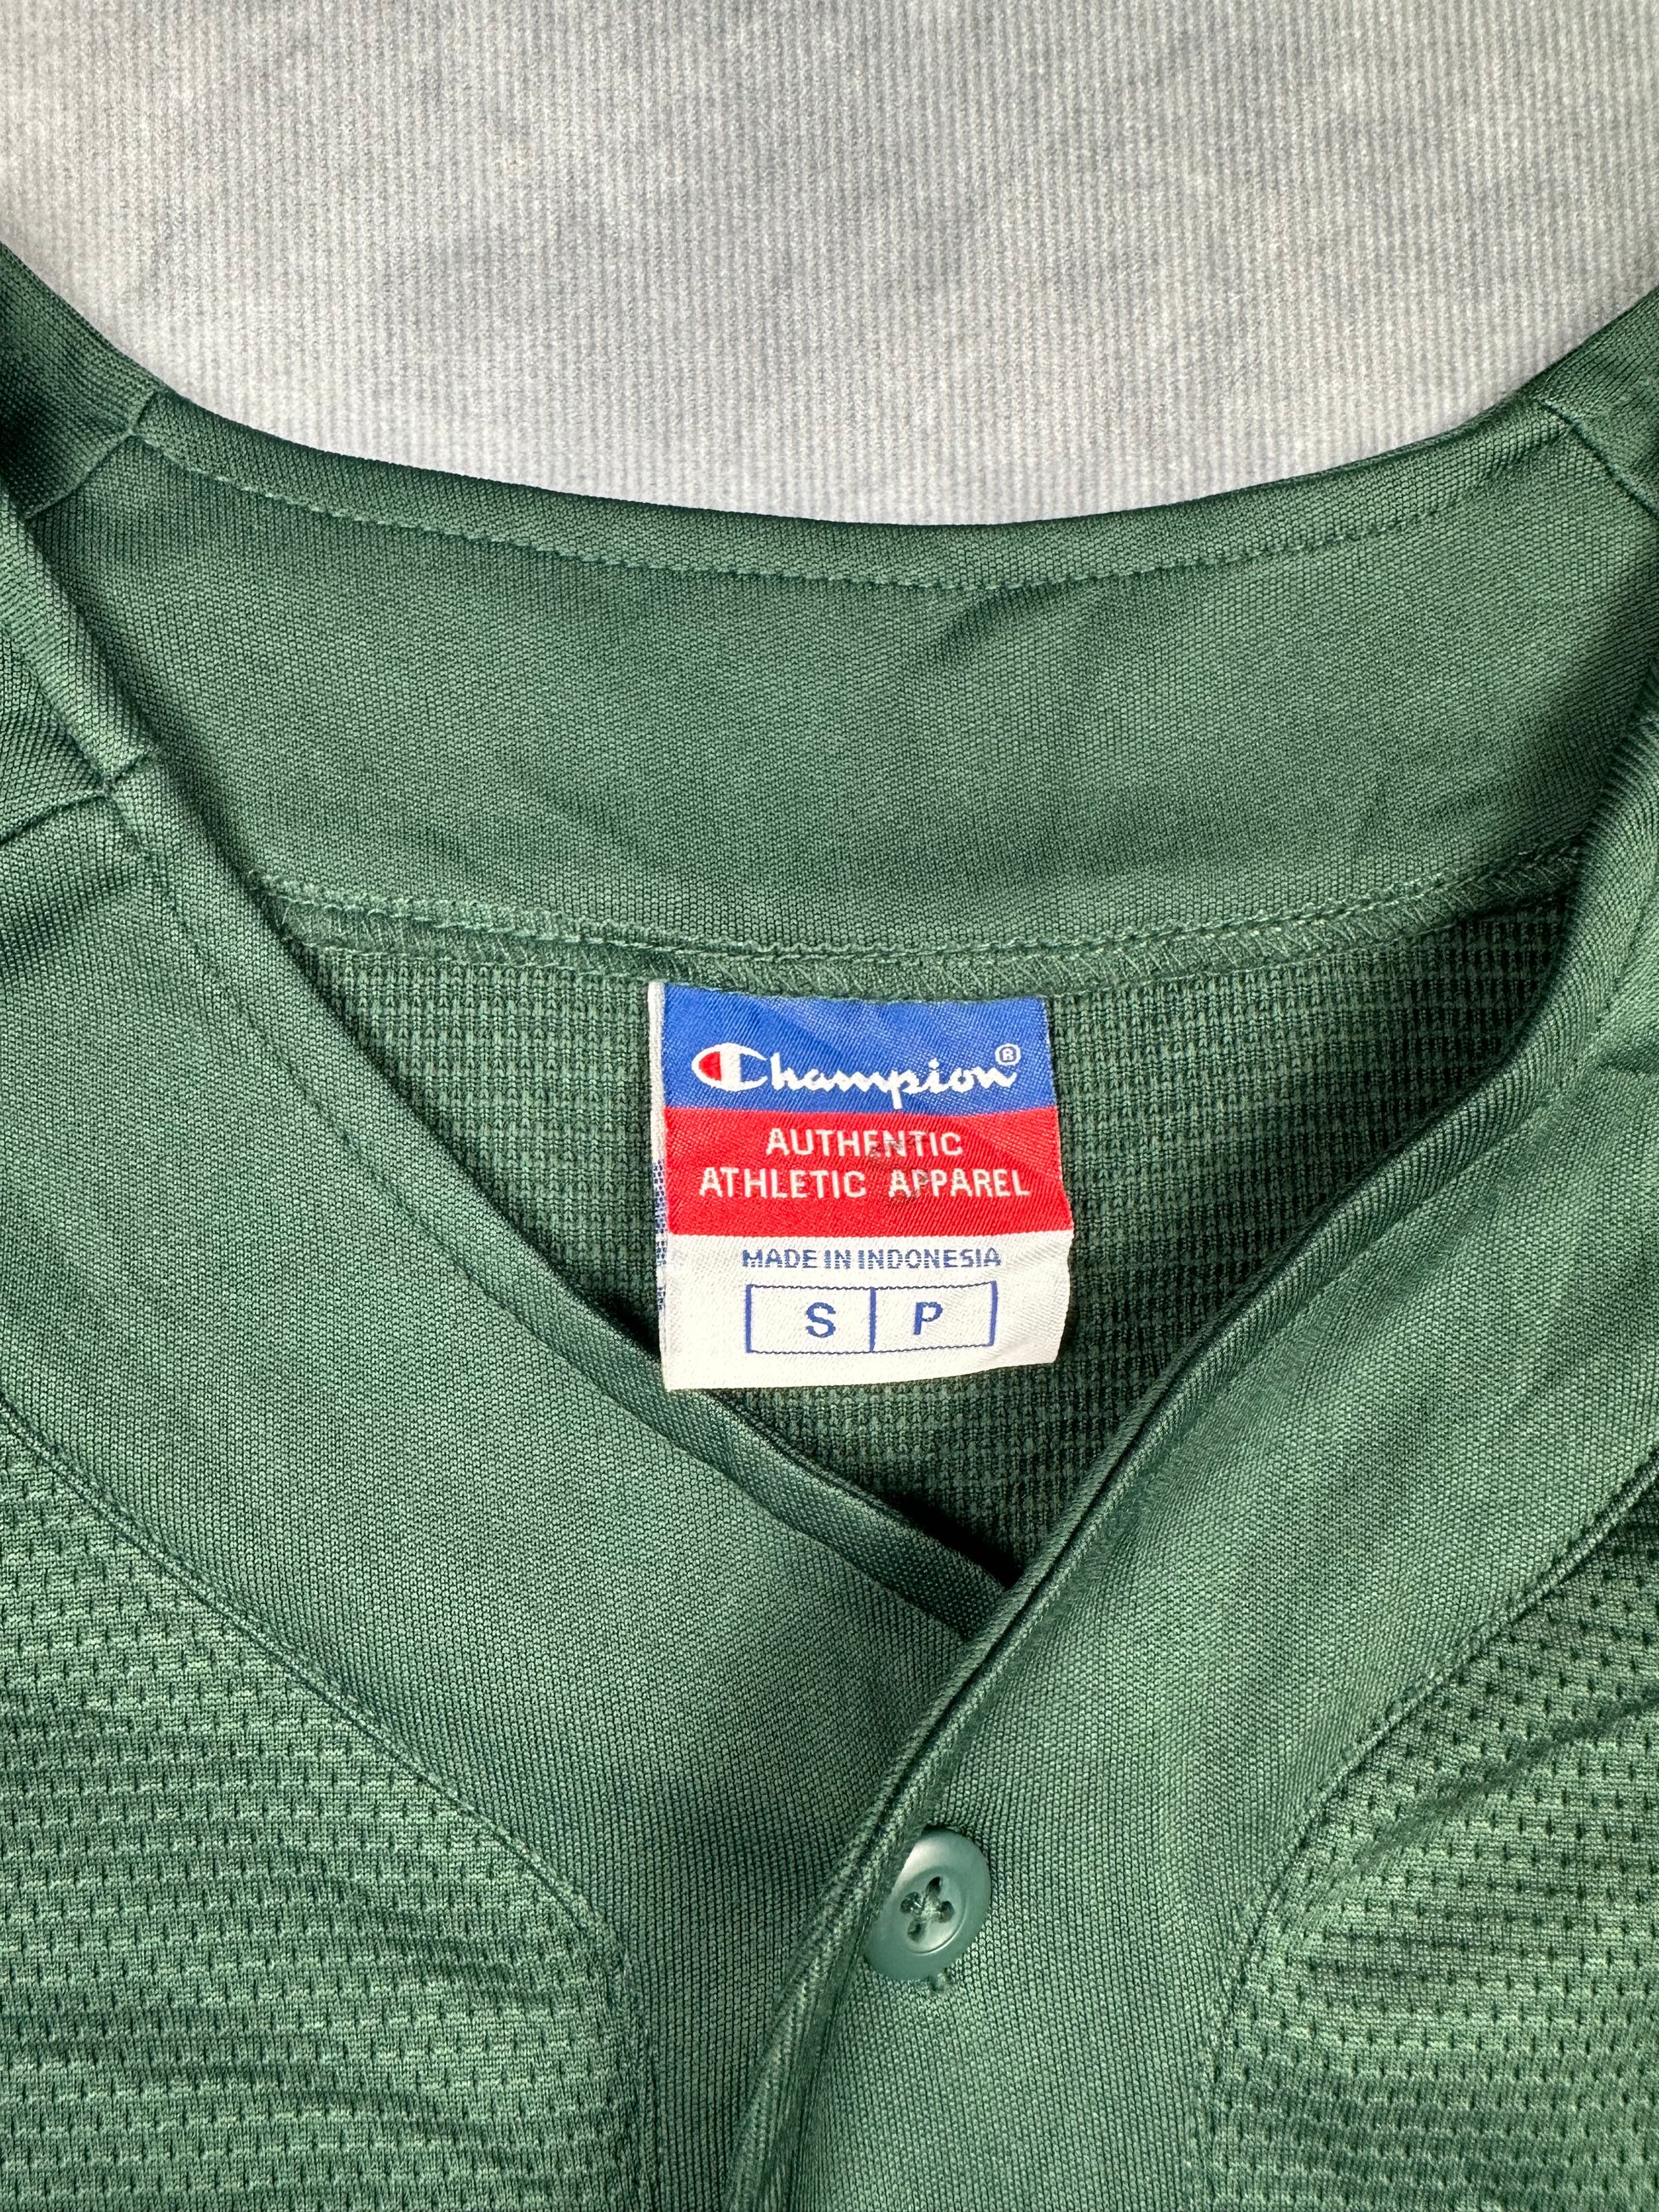 Champion®
AUTHENTIC
ATHLETIC APPAREL
MADE IN INDONESIA
S P